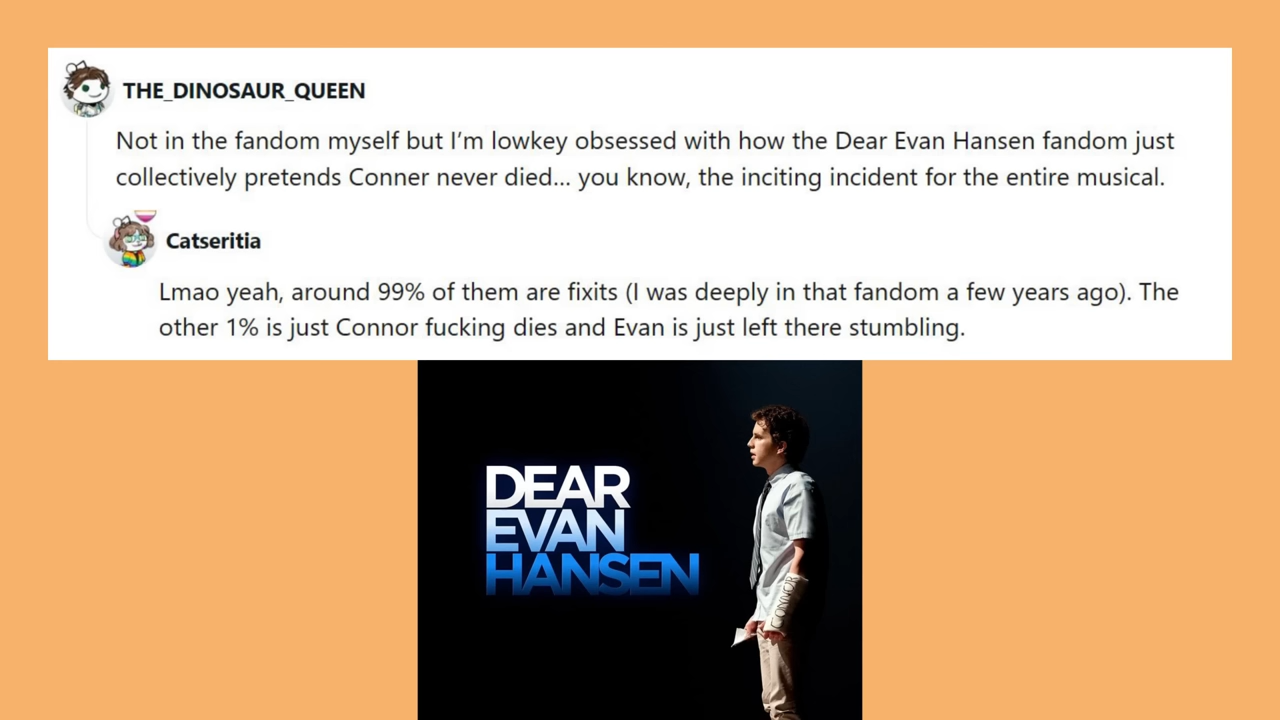 THE_DINOSAUR_QUEEN
Not in the fandom myself but I’m lowkey obsessed with how the Dear Evan Hansen fandom just
collectively pretends Conner never died... you know, the inciting incident for the entire musical.
Catseritia
Lmao yeah, around 99% of them are fixits (I was deeply in that fandom a few years ago). The
other 1% is just Connor fucking dies and Evan is just left there stumbling.
DEAR
EVAN
HANSEN
CONNOR